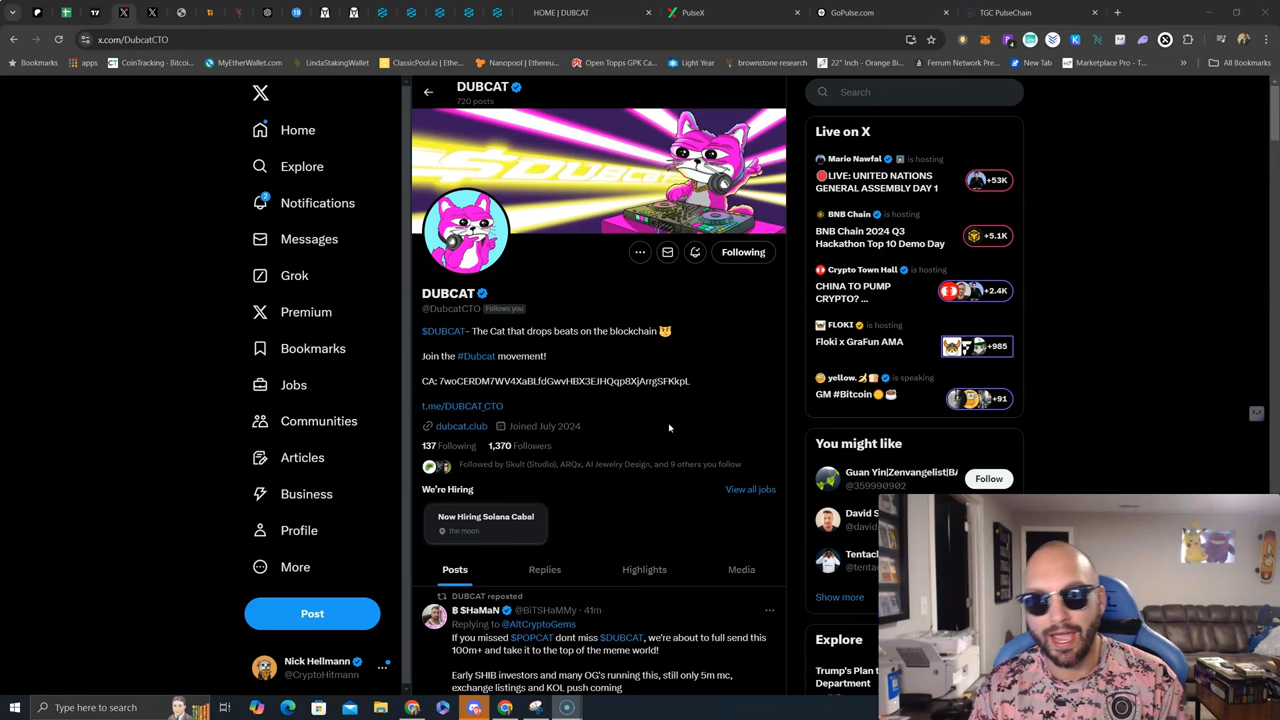 HOME | DUBCAT
PulseX
GoPulse.com
TGC PulseChain
x.com/DubcatCTO
Bookmarks
apps
CoinTracking · Bitcoi...
MyEtherWallet.com
LindaStakingWallet
ClassicPool.io | The...
Nanopool | Ethereu...
Open Topps GPK Ca...
Light Year
brownstone research
22" Inch - Orange Bi...
Ferrum Network Pre...
New Tab
Marketplace Pro - T...
All Bookmarks
Home
Explore
2
Notifications
Messages
Grok
Premium
Bookmarks
Jobs
Communities
Articles
Business
Profile
More
Post
Nick Hellmann
@CryptoHitmann
DUBCAT
720 posts
$DUBCAT
Following
DUBCAT
@DubcatCTO Follows you
$DUBCAT- The Cat that drops beats on the blockchain
Join the #Dubcat movement!
CA: 7woCERDM7WV4XaBLfdGwvHBX3EJHQqp8XjArrgSFKkpL
t.me/DUBCAT_CTO
dubcat.club Joined July 2024
137 Following 1,370 Followers
Followed by Skult (Studio), ARQx, AI Jewelry Design, and 9 others you follow
We're Hiring View all jobs
Now Hiring Solana Cabal
the moon
Posts Replies Highlights Media
DUBCAT reposted
B $HaMaN @BiTSHaMMy · 41m
Replying to @AltCryptoGems
If you missed $POPCAT dont miss $DUBCAT, we're about to full send this
100m+ and take it to the top of the meme world!
Early SHIB investors and many OG's running this, still only 5m mc,
exchange listings and KOL push coming
Search
Live on X
Mario Nawfal is hosting
LIVE: UNITED NATIONS
GENERAL ASSEMBLY DAY 1
+53K
BNB Chain is hosting
BNB Chain 2024 Q3
Hackathon Top 10 Demo Day
+5.1K
Crypto Town Hall is hosting
CHINA TO PUMP
CRYPTO? ...
+2.4K
FLOKI is hosting
Floki x GraFun AMA
+985
yellow. is speaking
GM #Bitcoin
+91
You might like
Guan Yin|Zenvangelist|BA
@359990902
Follow
David S
@david
Tentacl
Show more
Explore
Trump's Plan t
Department
Type here to search